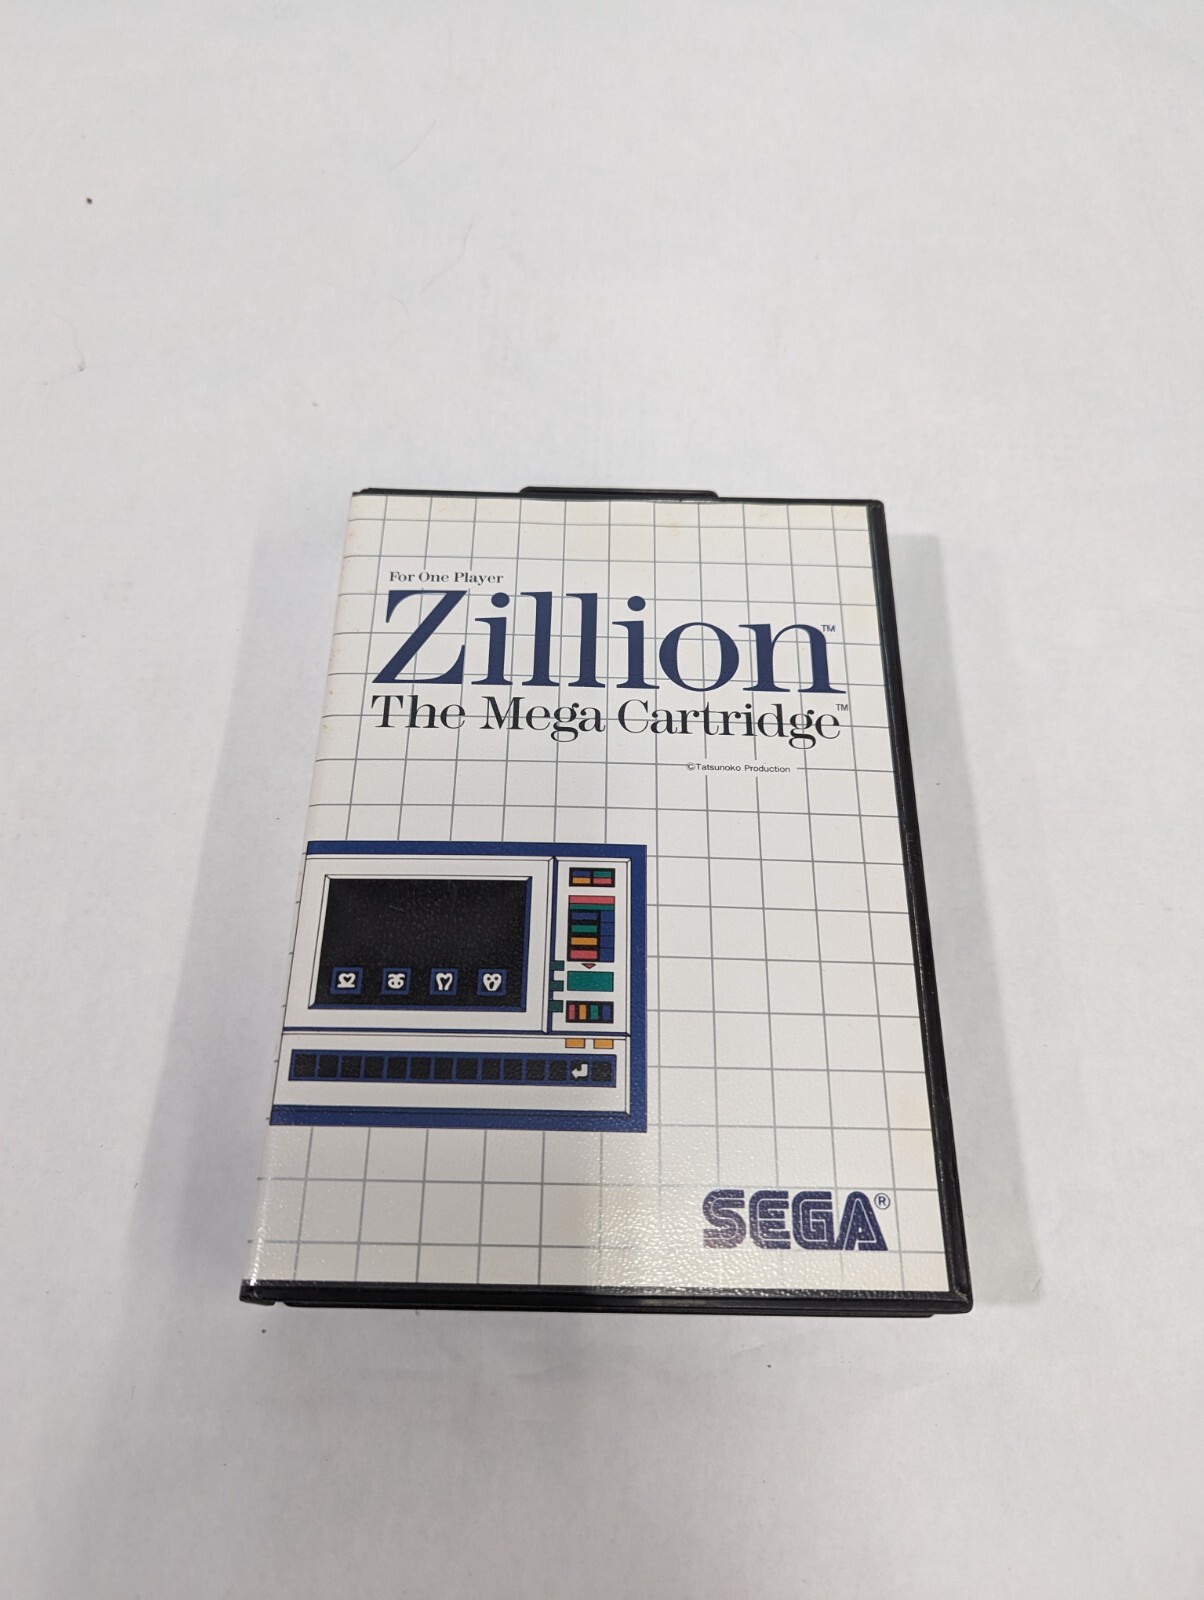 For One Player
Zillion™
The Mega Cartridge™
©Tatsunoko Production
SEGA®